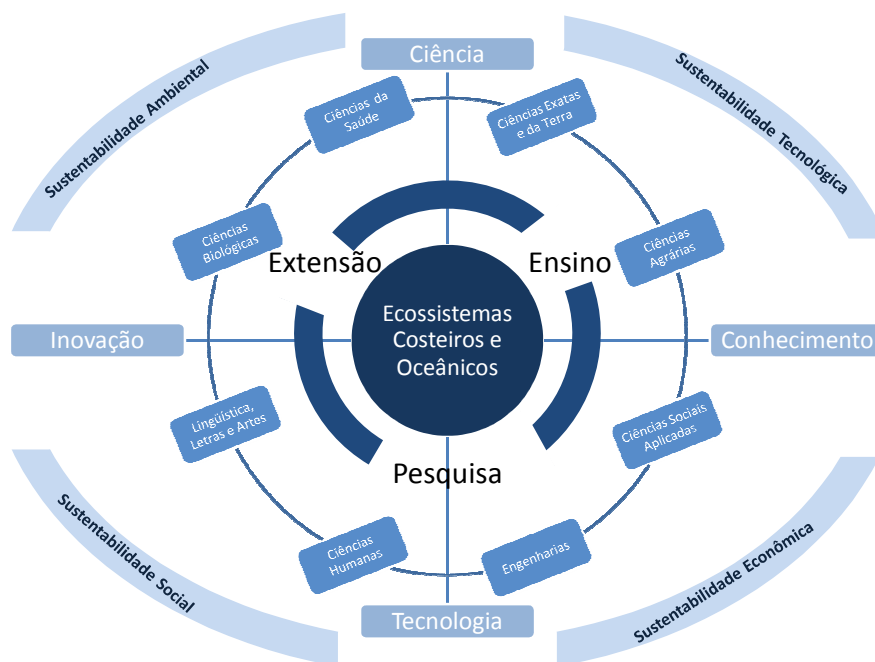 Ciência
Sustentabilidade Ambiental
Sustentabilidade Tecnológica
Ciências da
Saúde
Ciências Exatas
e da Terra
Ciências
Biológicas
Ciências
Agrárias
Extensão
Ensino
Ecossistemas
Costeiros e
Oceânicos
Inovação
Conhecimento
Lingüística,
Letras e Artes
Ciências Sociais
Aplicadas
Pesquisa
Ciências
Humanas
Engenharias
Sustentabilidade Social
Sustentabilidade Econômica
Tecnologia